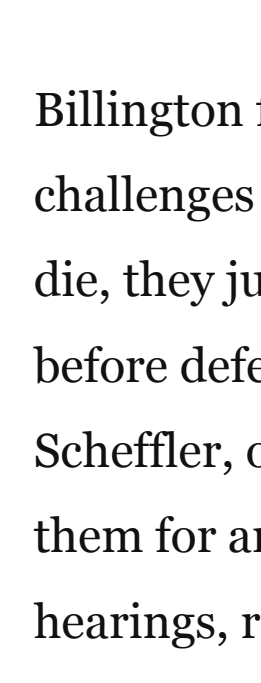 Billington
challenges
die, they
before
Scheffler,
them for
hearings,